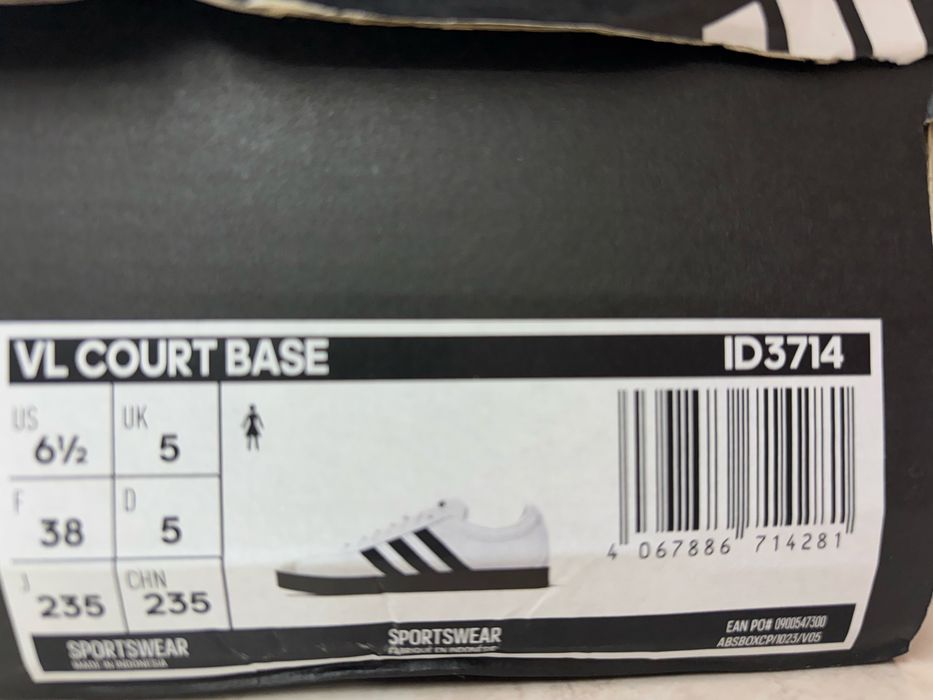 VL COURT BASE ID3714
US UK
6½ 5
F D
38 5
J CHN
235 235
4 067886 714281
SPORTSWEAR
MADE IN INDONESIA
SPORTSWEAR
FABRIQUÉ EN INDONÉSIE
EAN PO# 0900547300
ABSBOXCP/1023/V05